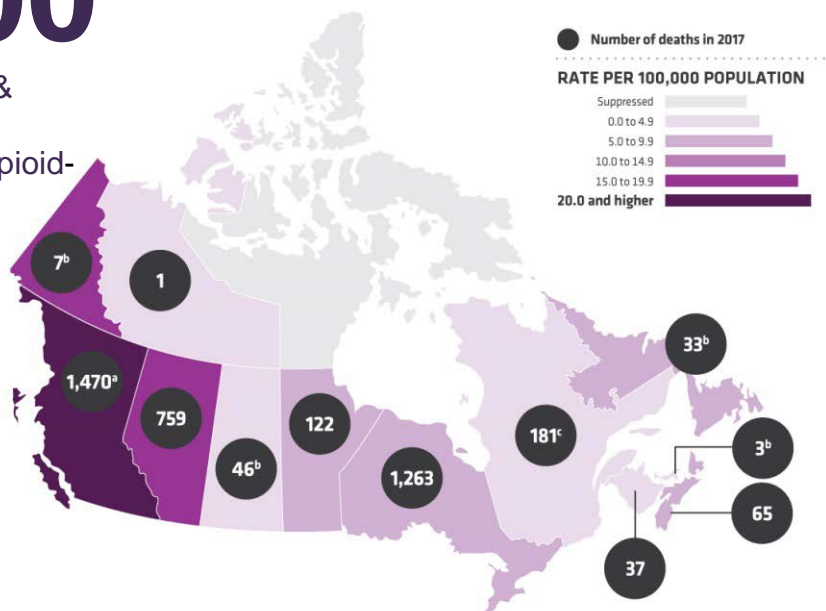 00
&
pioid-
Number of deaths in 2017
RATE PER 100,000 POPULATION
Suppressed
0.0 to 4.9
5.0 to 9.9
10.0 to 14.9
15.0 to 19.9
20.0 and higher
7ᵇ
1
33ᵇ
1,470ᵃ
759
122
46ᵇ
181ᶜ
3ᵇ
1,263
65
37